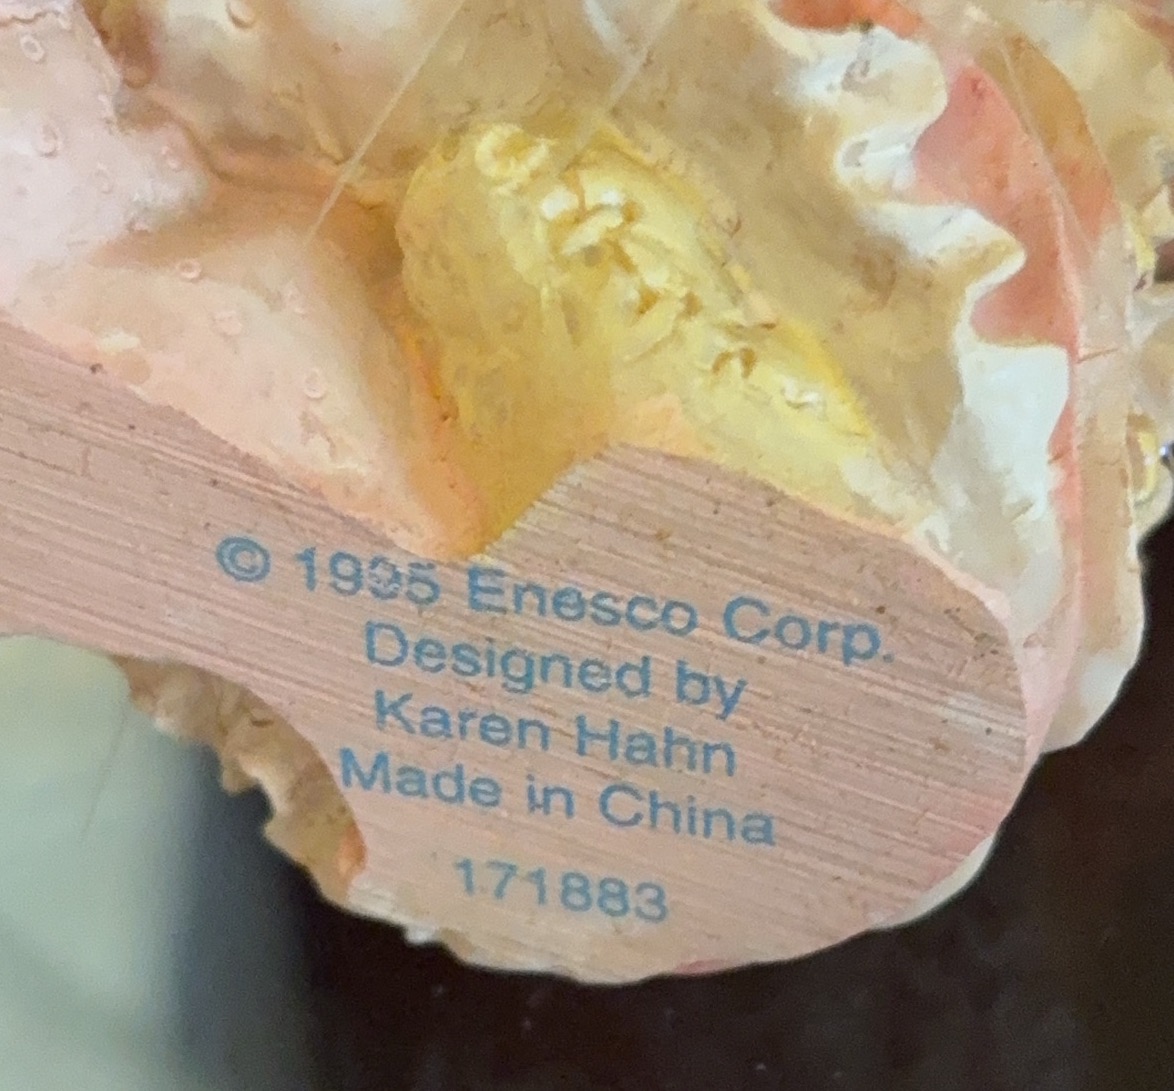 © 1995 Enesco Corp.
Designed by
Karen Hahn
Made in China
171883